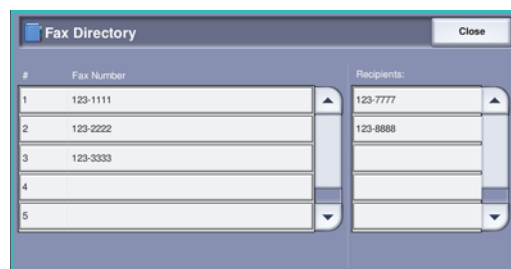 Fax Directory Close
# Fax Number Recipients:
1 123-1111 123-7777
2 123-2222 123-8888
3 123-3333
4
5